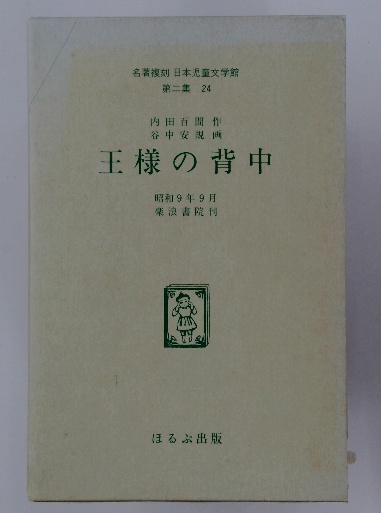 名著複刻 日本児童文学館
第二集 24
内田百間 作
谷中安規 画
王様の背中
昭和9年9月
楽浪書院刊
ほるぷ出版